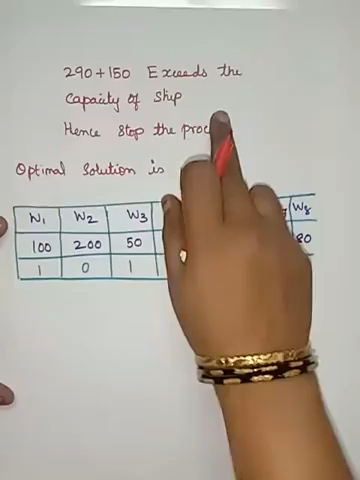 290+150 Exceeds the
Capacity of Ship
Hence Stop the proc
Optimal Solution is
W1 W2 W3 W8
100 200 50 80
1 0 1